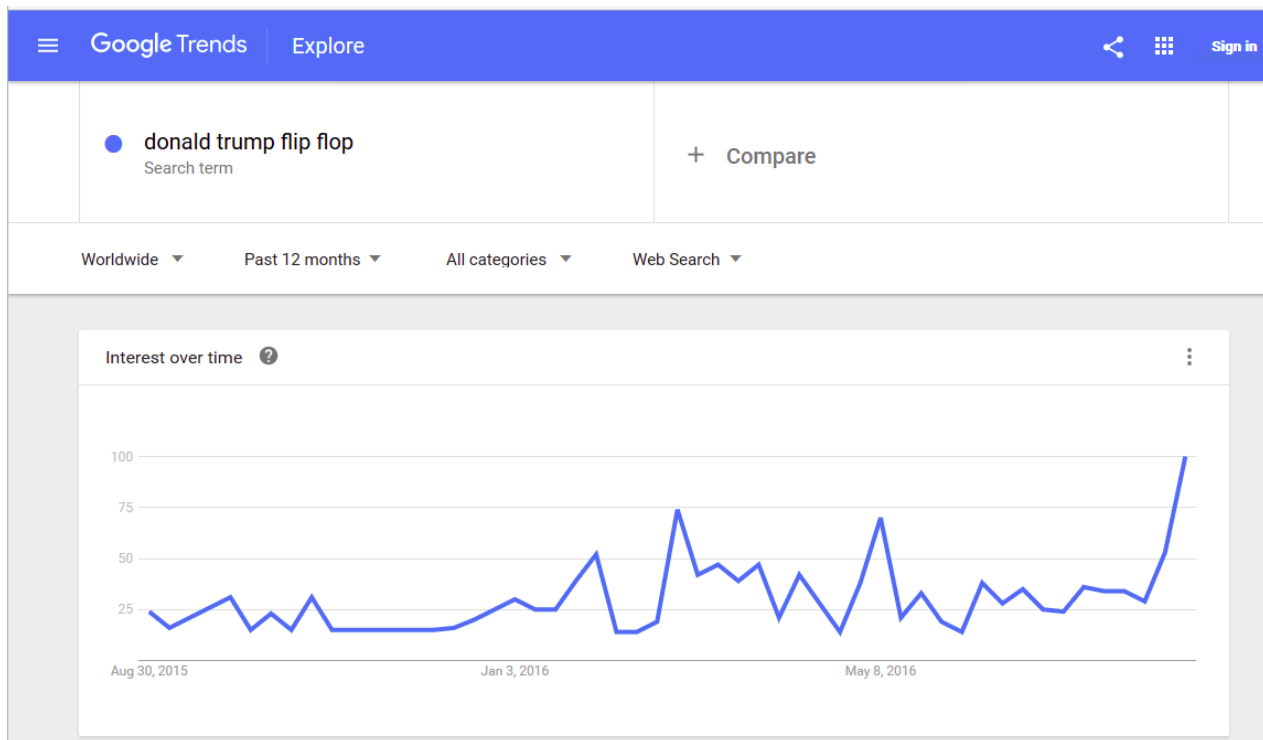 Google Trends Explore Sign in
donald trump flip flop
Search term
+ Compare
Worldwide Past 12 months All categories Web Search
Interest over time ?
100
75
50
25
Aug 30, 2015 Jan 3, 2016 May 8, 2016